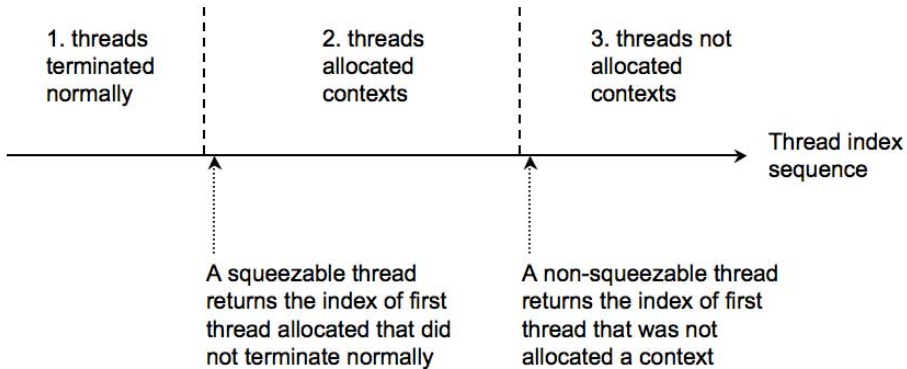 1. threads
terminated
normally
2. threads
allocated
contexts
3. threads not
allocated
contexts
Thread index
sequence
A squeezable thread
returns the index of first
thread allocated that did
not terminate normally
A non-squeezable thread
returns the index of first
thread that was not
allocated a context